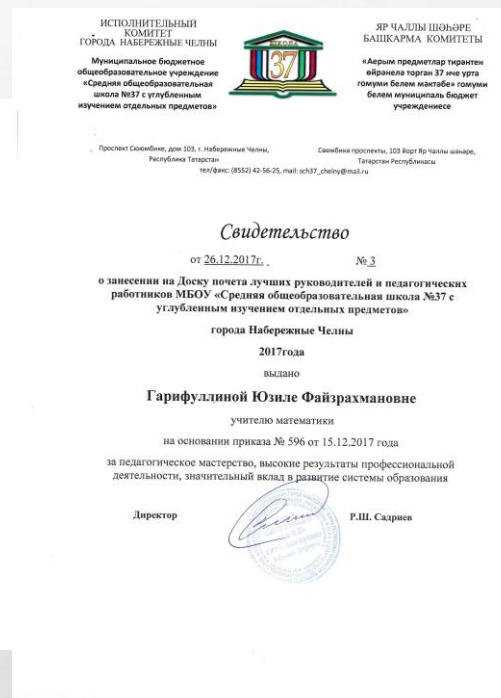 ИСПОЛНИТЕЛЬНЫЙ
КОМИТЕТ
ГОРОДА НАБЕРЕЖНЫЕ ЧЕЛНЫ
Муниципальное бюджетное
общеобразовательное учреждение
«Средняя общеобразовательная
школа №37 с углубленным
изучением отдельных предметов»
ШКОЛА
37
ЯР ЧАЛЛЫ ШӘҺӘРЕ
БАШКАРМА КОМИТЕТЫ
«Аерым предметлар тирәнтен
өйрәнелә торган 37 нче урта
гомуми белем мәктәбе» гомуми
белем муниципаль бюджет
учреждениесе
Проспект Сююмбике, дом 103, г. Набережные Челны,
Республика Татарстан
Сөембикә проспекты, 103 йорт Яр Чаллы шәһәре,
Татарстан Республикасы
тел/факс: (8552) 42-56-25, mail: sch37_chelny@mail.ru
Свидетельство
от 26.12.2017г. № 3
о занесении на Доску почета лучших руководителей и педагогических
работников МБОУ «Средняя общеобразовательная школа №37 с
углубленным изучением отдельных предметов»
города Набережные Челны
2017года
выдано
Гарифуллиной Юзиле Файзрахмановне
учителю математики
на основании приказа № 596 от 15.12.2017 года
за педагогическое мастерство, высокие результаты профессиональной
деятельности, значительный вклад в развитие системы образования
Директор Р.Ш. Садриев